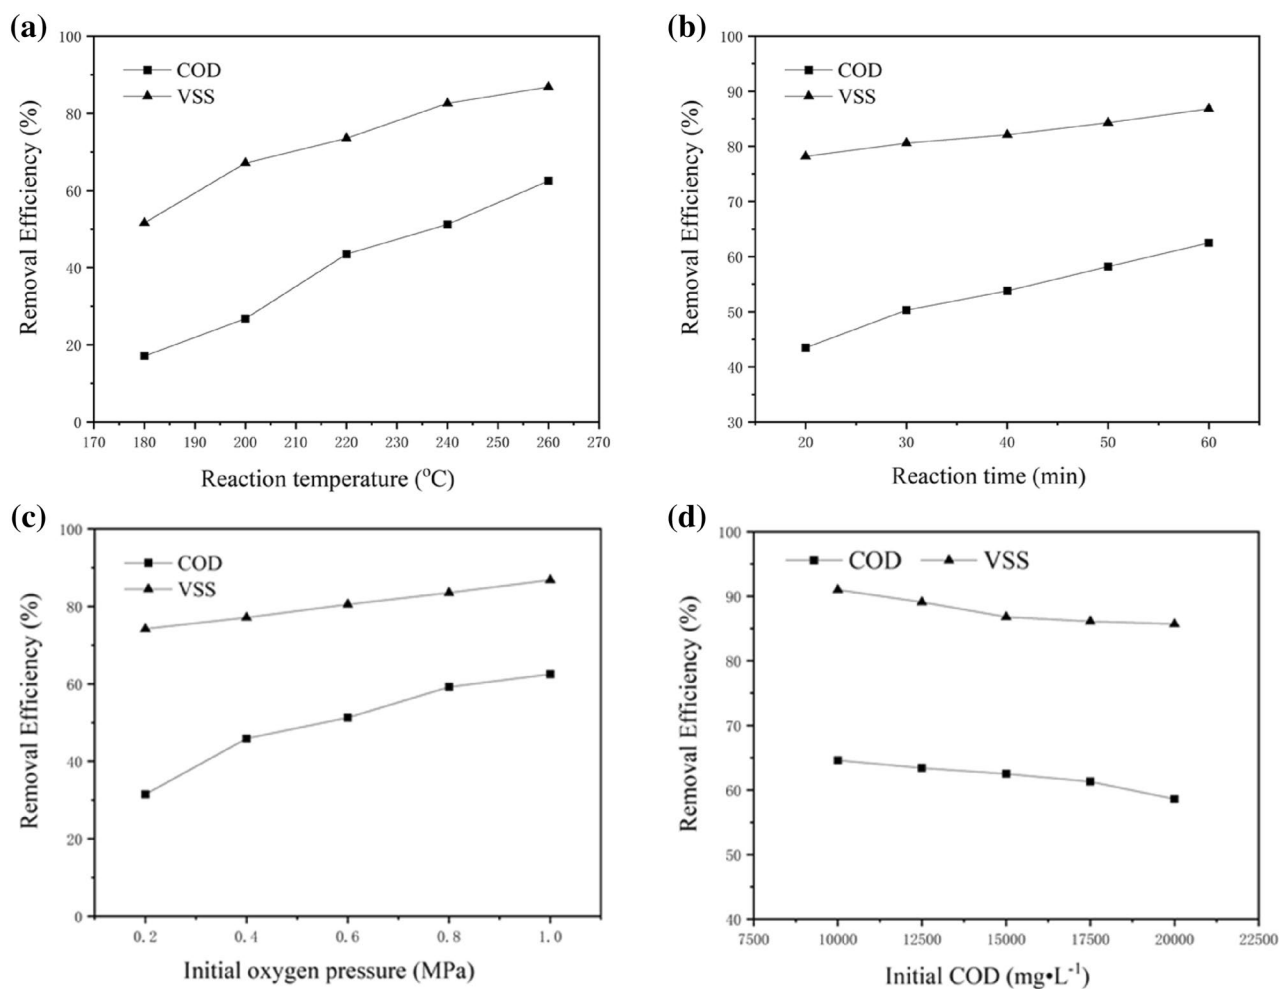 (a)
COD
VSS
Removal Efficiency (%)
100
80
60
40
20
0
170 180 190 200 210 220 230 240 250 260 270
Reaction temperature (°C)
(b)
COD
VSS
Removal Efficiency (%)
100
90
80
70
60
50
40
30
20 30 40 50 60
Reaction time (min)
(c)
COD
VSS
Removal Efficiency (%)
100
80
60
40
20
0
0.2 0.4 0.6 0.8 1.0
Initial oxygen pressure (MPa)
(d)
COD VSS
Removal Efficiency (%)
100
90
80
70
60
50
40
7500 10000 12500 15000 17500 20000 22500
Initial COD (mg•L⁻¹)